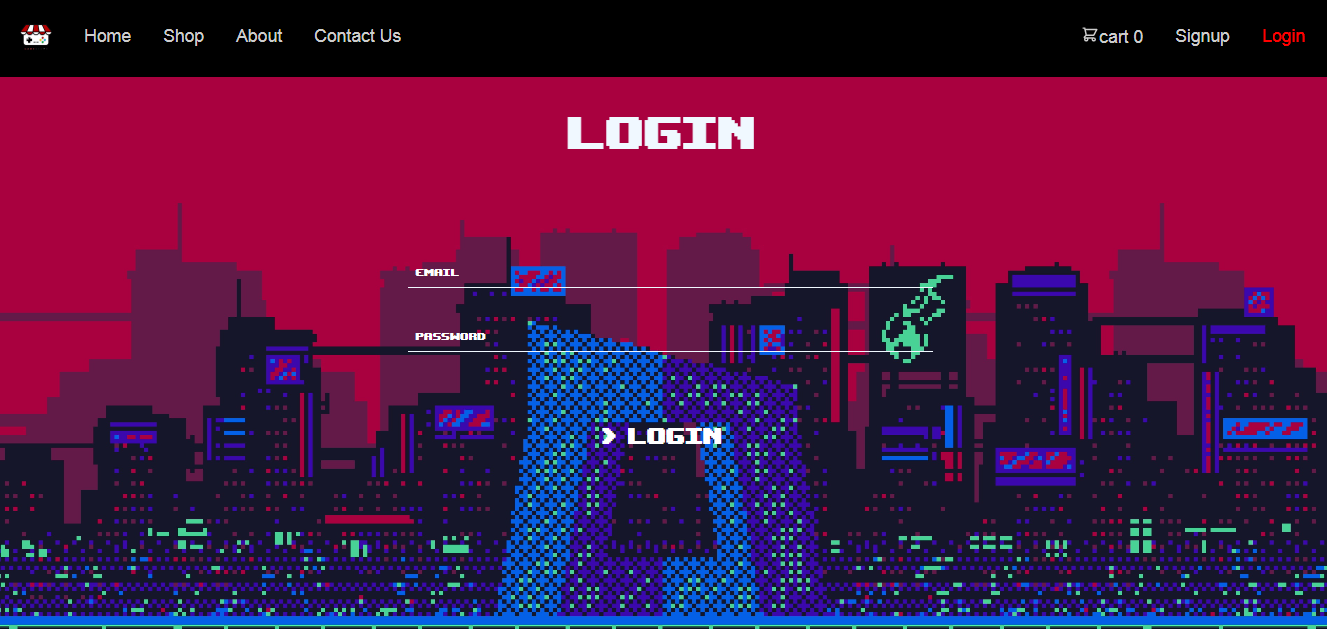 Home Shop About Contact Us cart 0 Signup Login
LOGIN
EMAIL
PASSWORD
> LOGIN